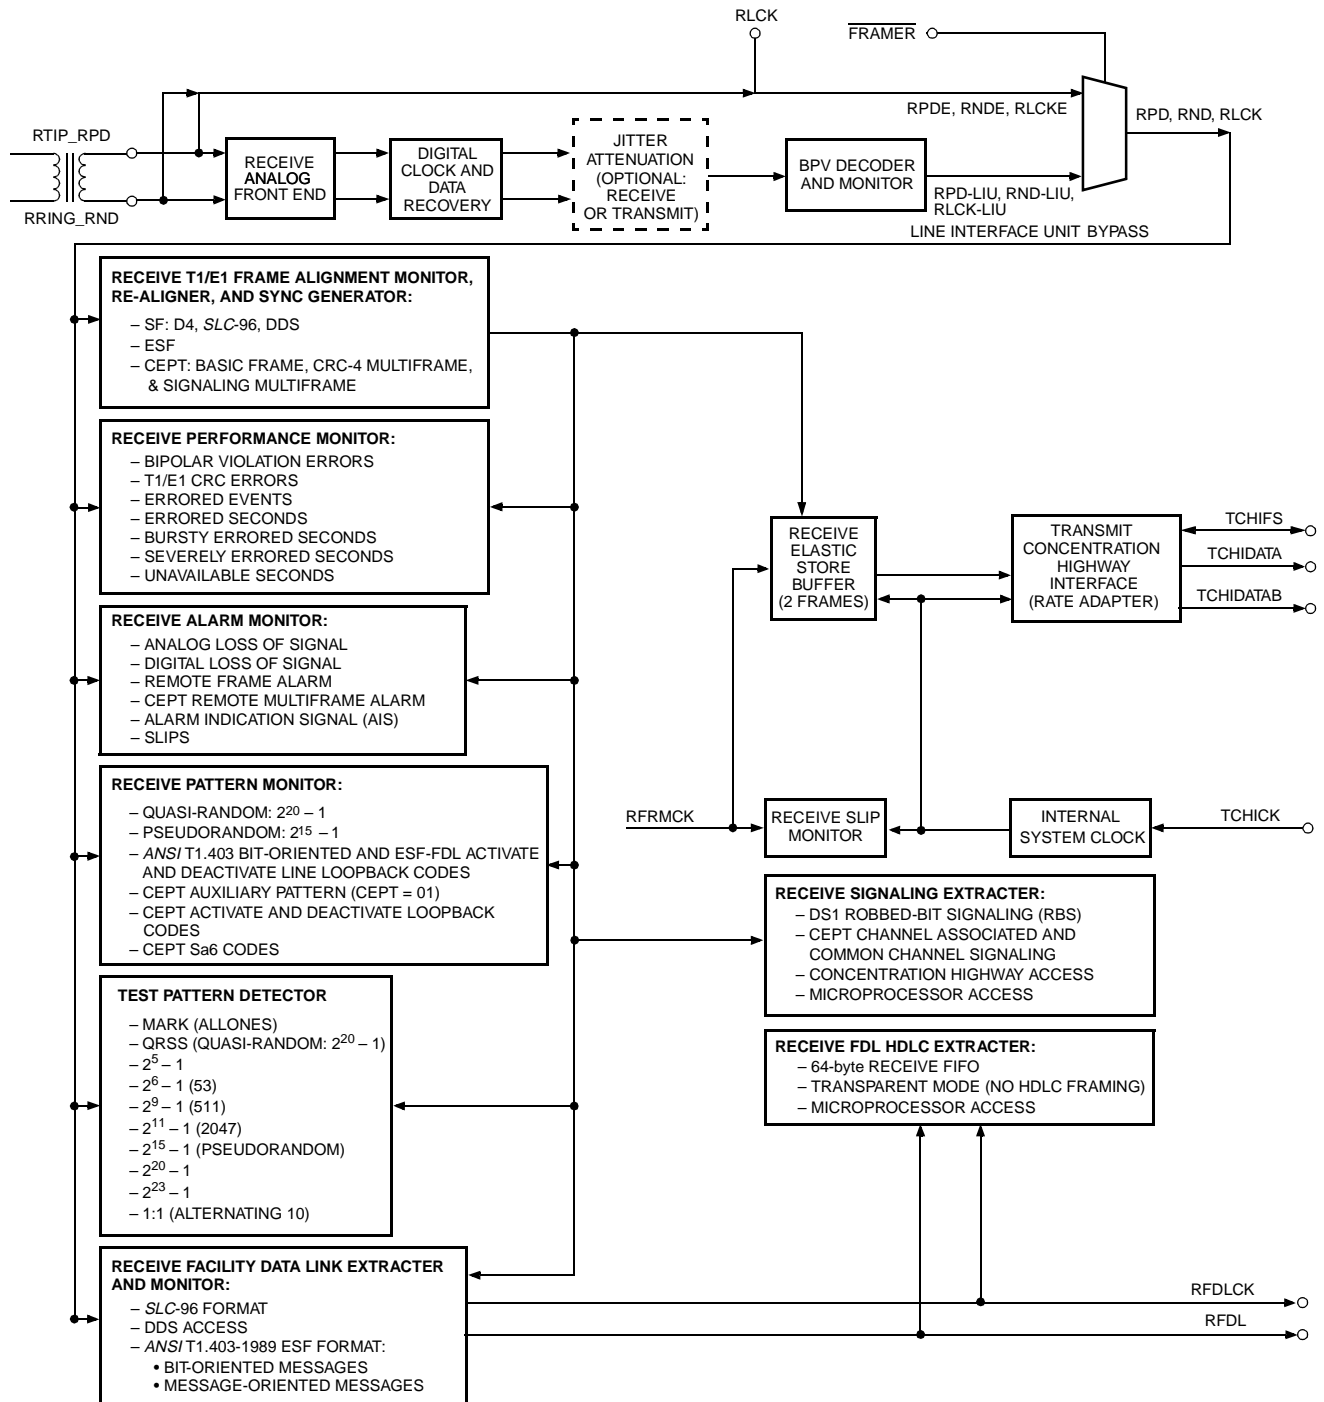 RLCK
FRAMER
RPDE, RNDE, RLCKE
RPD, RND, RLCK
RTIP_RPD
RRING_RND
RECEIVE
ANALOG
FRONT END
DIGITAL
CLOCK AND
DATA
RECOVERY
JITTER
ATTENUATION
(OPTIONAL:
RECEIVE
OR TRANSMIT)
BPV DECODER
AND MONITOR
RPD-LIU, RND-LIU,
RLCK-LIU
LINE INTERFACE UNIT BYPASS
RECEIVE T1/E1 FRAME ALIGNMENT MONITOR,
RE-ALIGNER, AND SYNC GENERATOR:
– SF: D4, SLC-96, DDS
– ESF
– CEPT: BASIC FRAME, CRC-4 MULTIFRAME,
& SIGNALING MULTIFRAME
RECEIVE PERFORMANCE MONITOR:
– BIPOLAR VIOLATION ERRORS
– T1/E1 CRC ERRORS
– ERRORED EVENTS
– ERRORED SECONDS
– BURSTY ERRORED SECONDS
– SEVERELY ERRORED SECONDS
– UNAVAILABLE SECONDS
RECEIVE
ELASTIC
STORE
BUFFER
(2 FRAMES)
TRANSMIT
CONCENTRATION
HIGHWAY
INTERFACE
(RATE ADAPTER)
TCHIFS
TCHIDATA
TCHIDATAB
RECEIVE ALARM MONITOR:
– ANALOG LOSS OF SIGNAL
– DIGITAL LOSS OF SIGNAL
– REMOTE FRAME ALARM
– CEPT REMOTE MULTIFRAME ALARM
– ALARM INDICATION SIGNAL (AIS)
– SLIPS
RECEIVE PATTERN MONITOR:
– QUASI-RANDOM: 2²⁰ – 1
– PSEUDORANDOM: 2¹⁵ – 1
– ANSI T1.403 BIT-ORIENTED AND ESF-FDL ACTIVATE
AND DEACTIVATE LINE LOOPBACK CODES
– CEPT AUXILIARY PATTERN (CEPT = 01)
– CEPT ACTIVATE AND DEACTIVATE LOOPBACK
CODES
– CEPT Sa6 CODES
RFRMCK
RECEIVE SLIP
MONITOR
INTERNAL
SYSTEM CLOCK
TCHICK
RECEIVE SIGNALING EXTRACTER:
– DS1 ROBBED-BIT SIGNALING (RBS)
– CEPT CHANNEL ASSOCIATED AND
COMMON CHANNEL SIGNALING
– CONCENTRATION HIGHWAY ACCESS
– MICROPROCESSOR ACCESS
TEST PATTERN DETECTOR
– MARK (ALLONES)
– QRSS (QUASI-RANDOM: 2²⁰ – 1)
– 2⁵ – 1
– 2⁶ – 1 (53)
– 2⁹ – 1 (511)
– 2¹¹ – 1 (2047)
– 2¹⁵ – 1 (PSEUDORANDOM)
– 2²⁰ – 1
– 2²³ – 1
– 1:1 (ALTERNATING 10)
RECEIVE FDL HDLC EXTRACTER:
– 64-byte RECEIVE FIFO
– TRANSPARENT MODE (NO HDLC FRAMING)
– MICROPROCESSOR ACCESS
RECEIVE FACILITY DATA LINK EXTRACTER
AND MONITOR:
– SLC-96 FORMAT
– DDS ACCESS
– ANSI T1.403-1989 ESF FORMAT:
• BIT-ORIENTED MESSAGES
• MESSAGE-ORIENTED MESSAGES
RFDLCK
RFDL